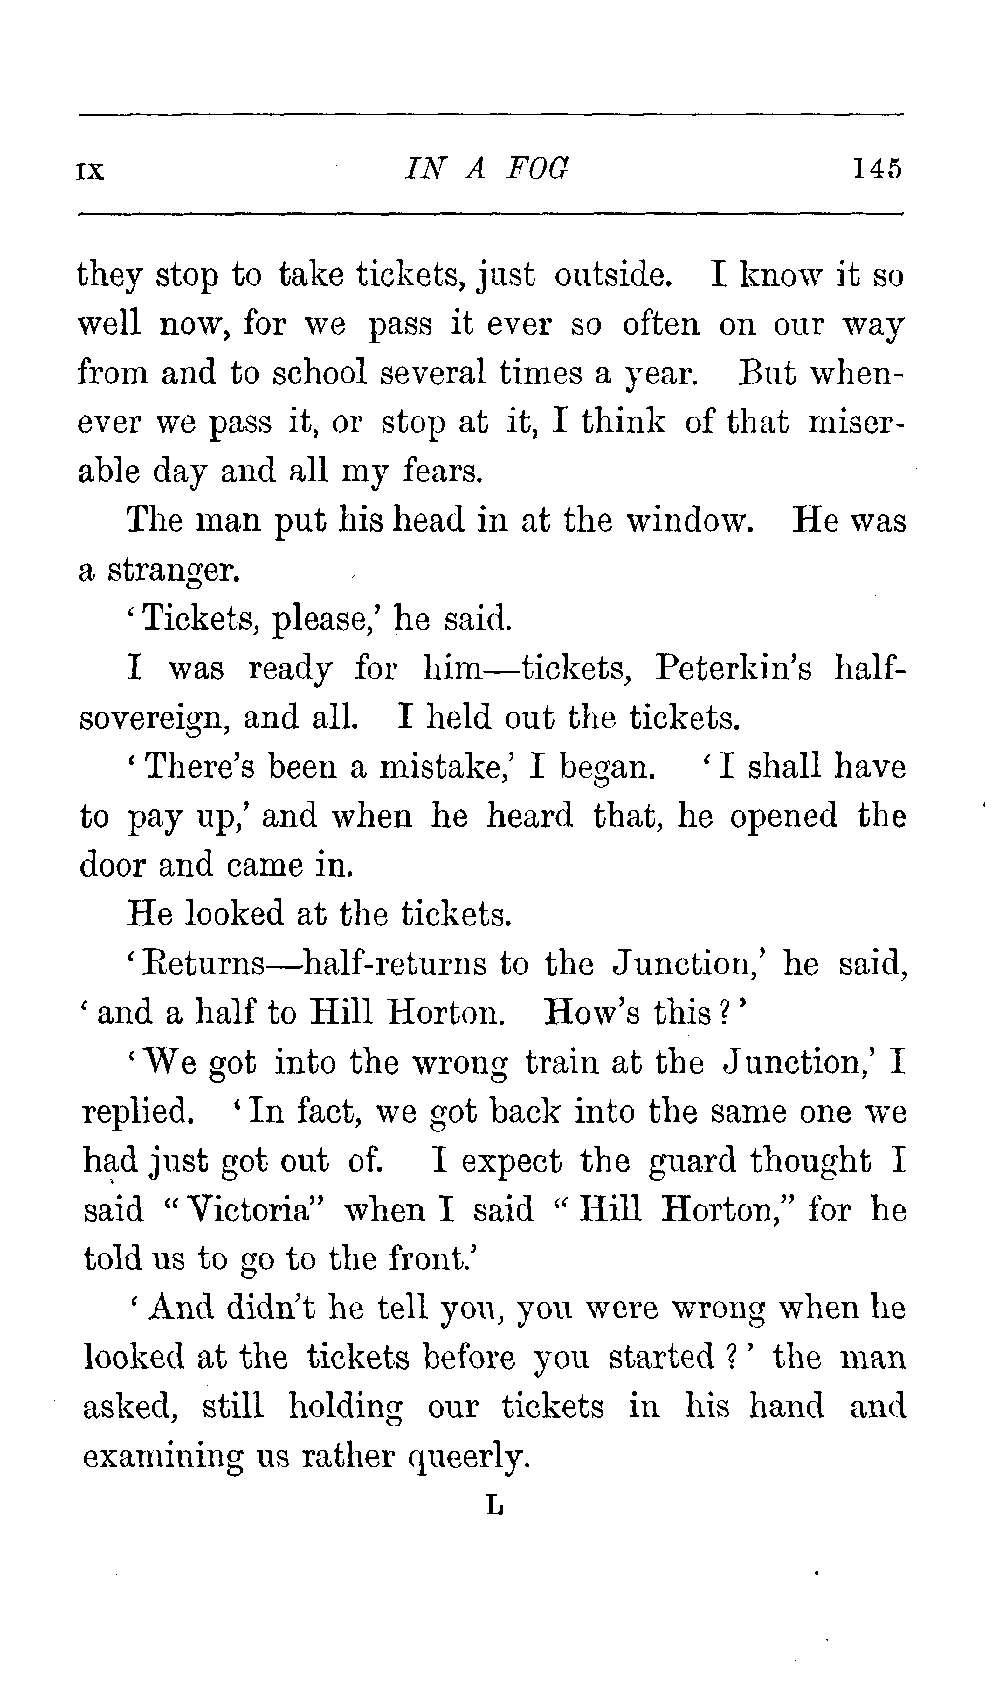 IX IN A FOG 145
they stop to take tickets, just outside. I know it so
well now, for we pass it ever so often on our way
from and to school several times a year. But when-
ever we pass it, or stop at it, I think of that miser-
able day and all my fears.
The man put his head in at the window. He was
a stranger.
‘Tickets, please,’ he said.
I was ready for him—tickets, Peterkin’s half-
sovereign, and all. I held out the tickets.
‘There’s been a mistake,’ I began. ‘I shall have
to pay up,’ and when he heard that, he opened the
door and came in.
He looked at the tickets.
‘Returns—half-returns to the Junction,’ he said,
‘and a half to Hill Horton. How’s this?’
‘We got into the wrong train at the Junction,’ I
replied. ‘In fact, we got back into the same one we
had just got out of. I expect the guard thought I
said “Victoria” when I said “Hill Horton,” for he
told us to go to the front.’
‘And didn’t he tell you, you were wrong when he
looked at the tickets before you started?’ the man
asked, still holding our tickets in his hand and
examining us rather queerly.
L